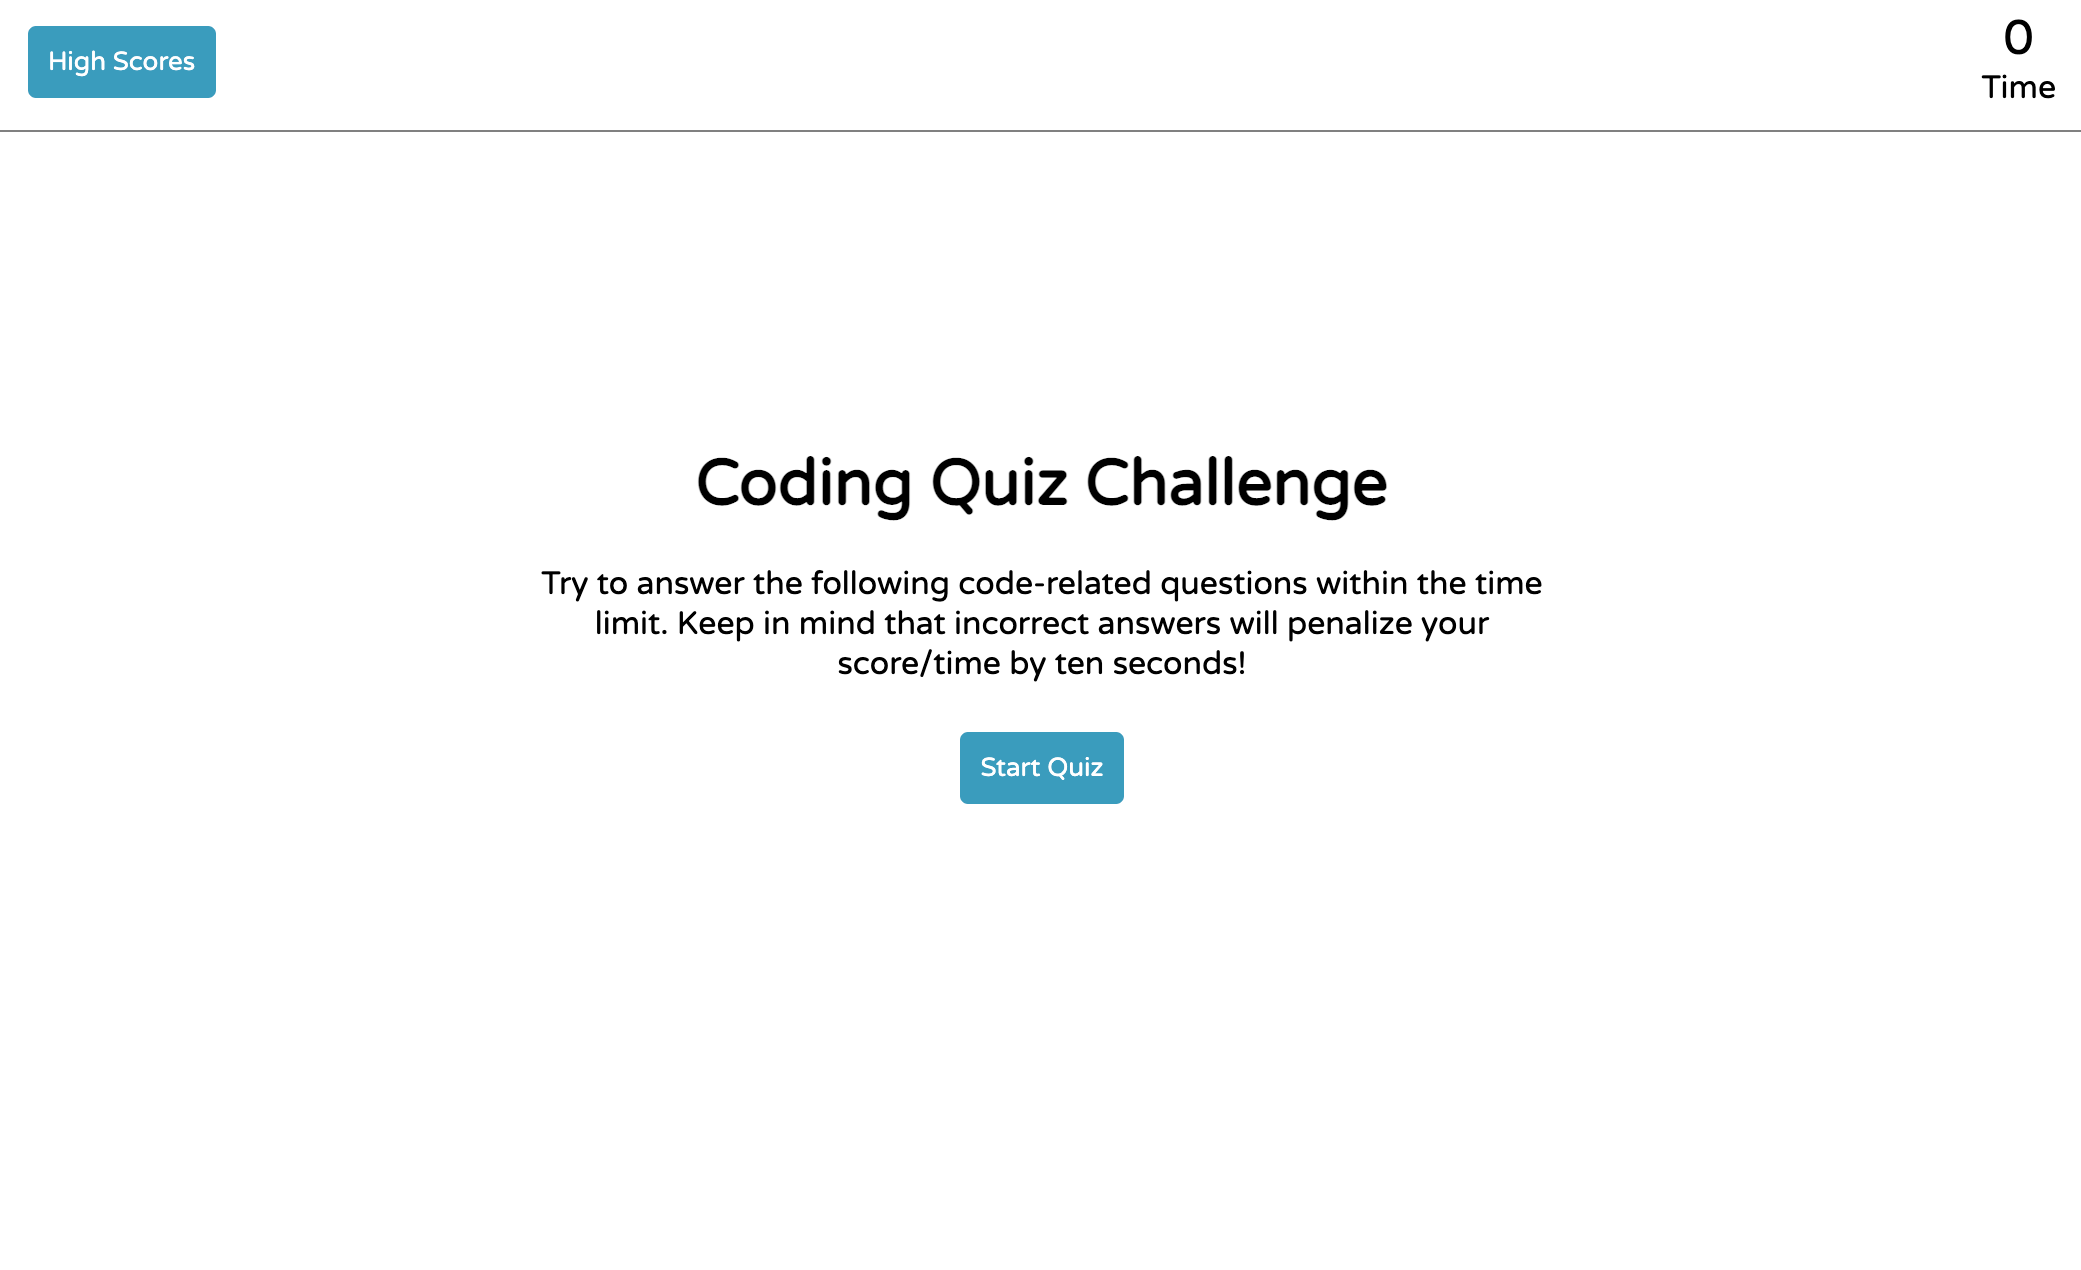 High Scores
0
Time
Coding Quiz Challenge
Try to answer the following code-related questions within the time
limit. Keep in mind that incorrect answers will penalize your
score/time by ten seconds!
Start Quiz